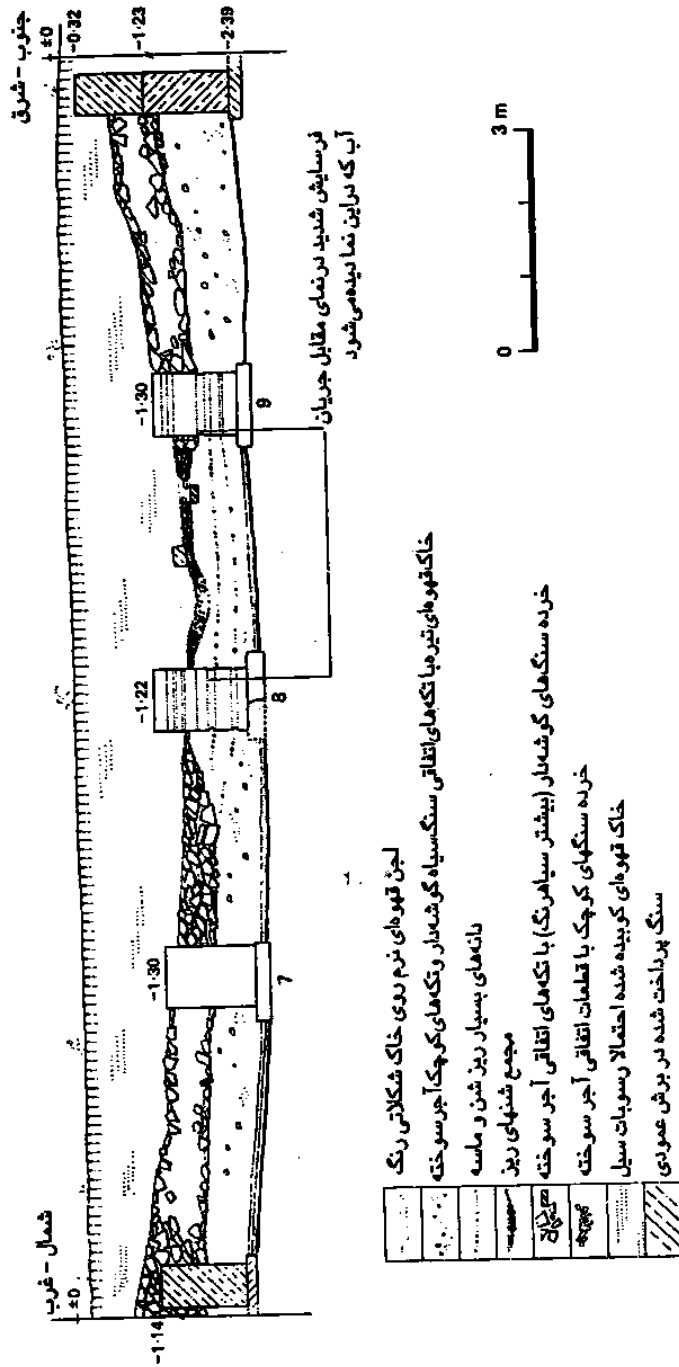 شمال - غرب
±0
-1·14
-1·30
7
-1·22
8
-1·30
9
جنوب - شرق
±0
-0·32
-1·23
-2·39
فرسایش شدید در نمای مقابل جریان
آب که در این نما دیده می‌شود
0
3 m
لجن قهوه‌ای نرم روی خاک شکلاتی رنگ
خاک قهوه‌ای تیره با تکه‌های اتفاقی سنگ سیاه گوشه‌دار و تکه‌های کوچک آجر سوخته
دانه‌های بسیار ریز شن و ماسه
مجمع شنهای ریز
خرده سنگ‌های گوشه‌دار (بیشتر سیاهرنگ) با تکه‌های اتفاقی آجر سوخته
خرده سنگهای کوچک با قطعات اتفاقی آجر سوخته
خاک قهوه‌ای کوبیده شده احتمالا رسوبات سیل
سنگ پرداخت شده در برش عمودی